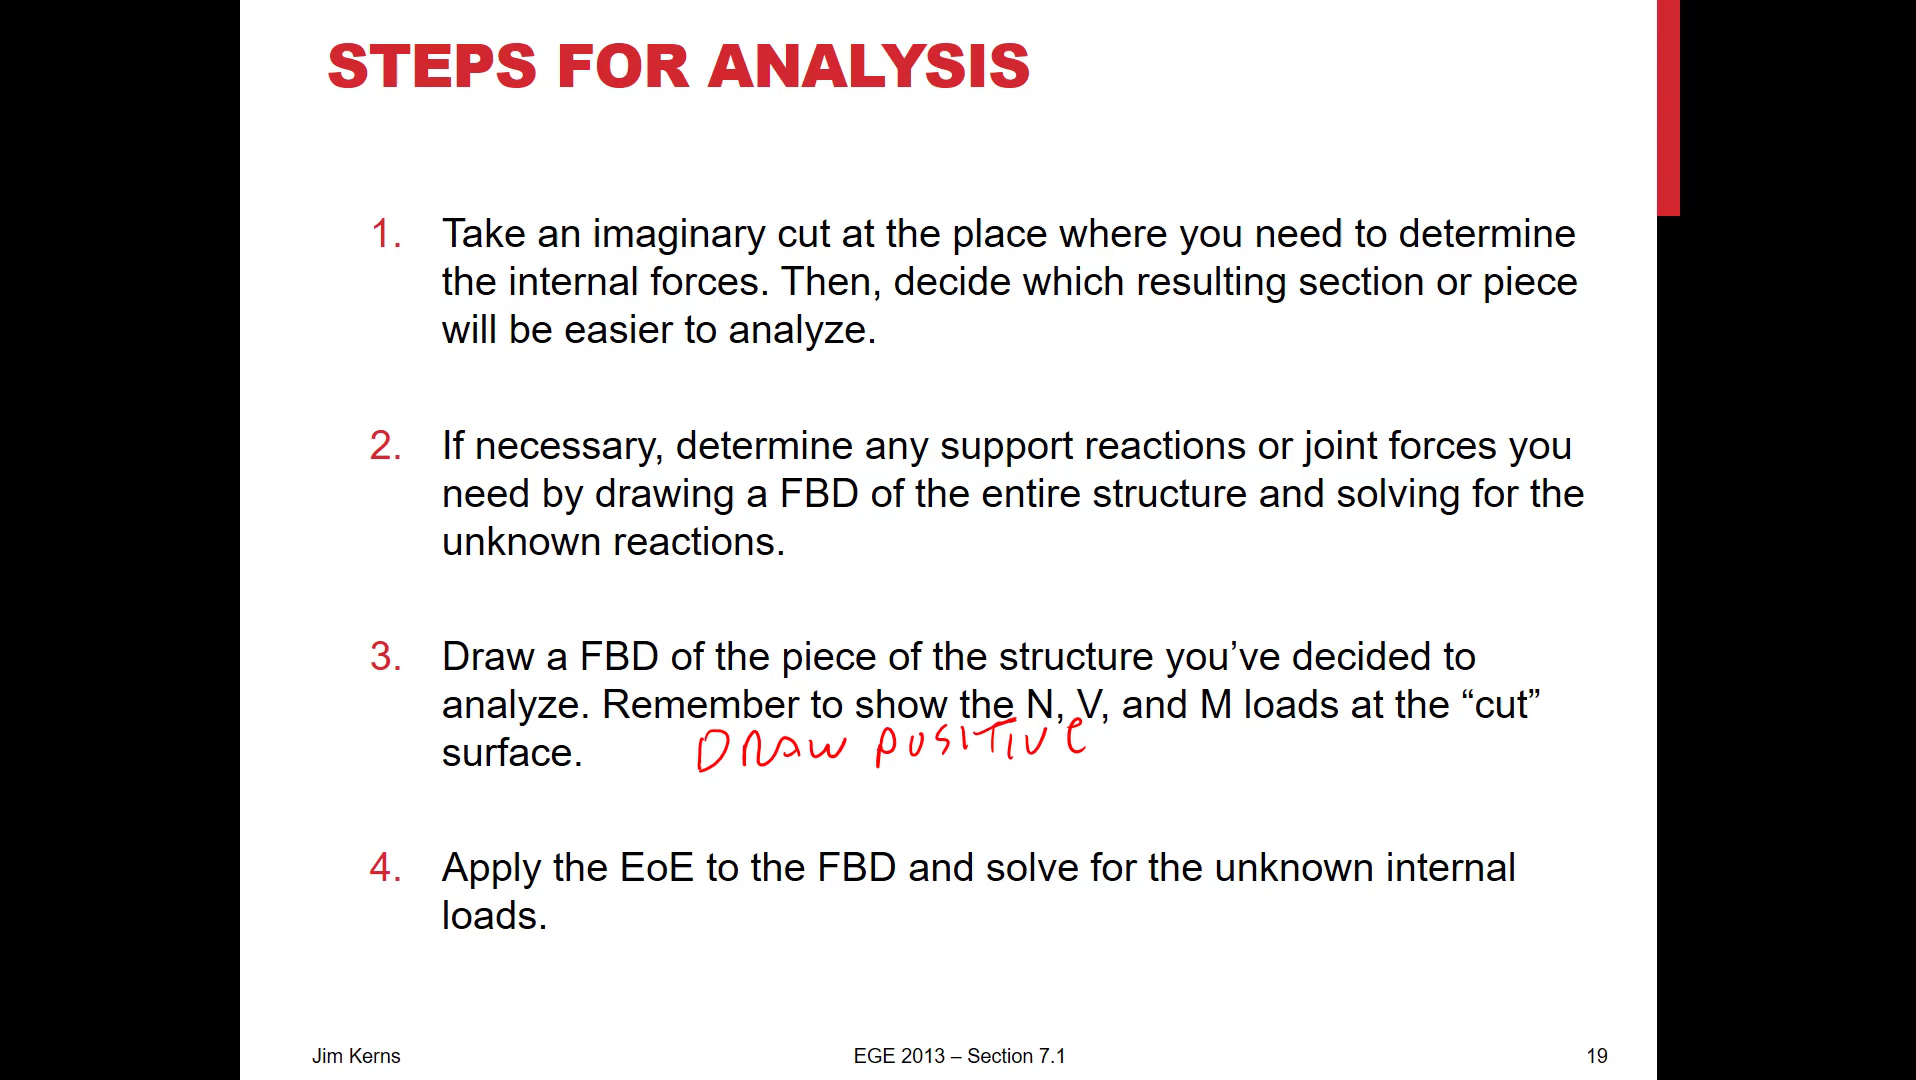 STEPS FOR ANALYSIS
1. Take an imaginary cut at the place where you need to determine
the internal forces. Then, decide which resulting section or piece
will be easier to analyze.
2. If necessary, determine any support reactions or joint forces you
need by drawing a FBD of the entire structure and solving for the
unknown reactions.
3. Draw a FBD of the piece of the structure you’ve decided to
analyze. Remember to show the N, V, and M loads at the “cut”
surface.
DRAW POSITIVE
4. Apply the EoE to the FBD and solve for the unknown internal
loads.
Jim Kerns
EGE 2013 – Section 7.1
19